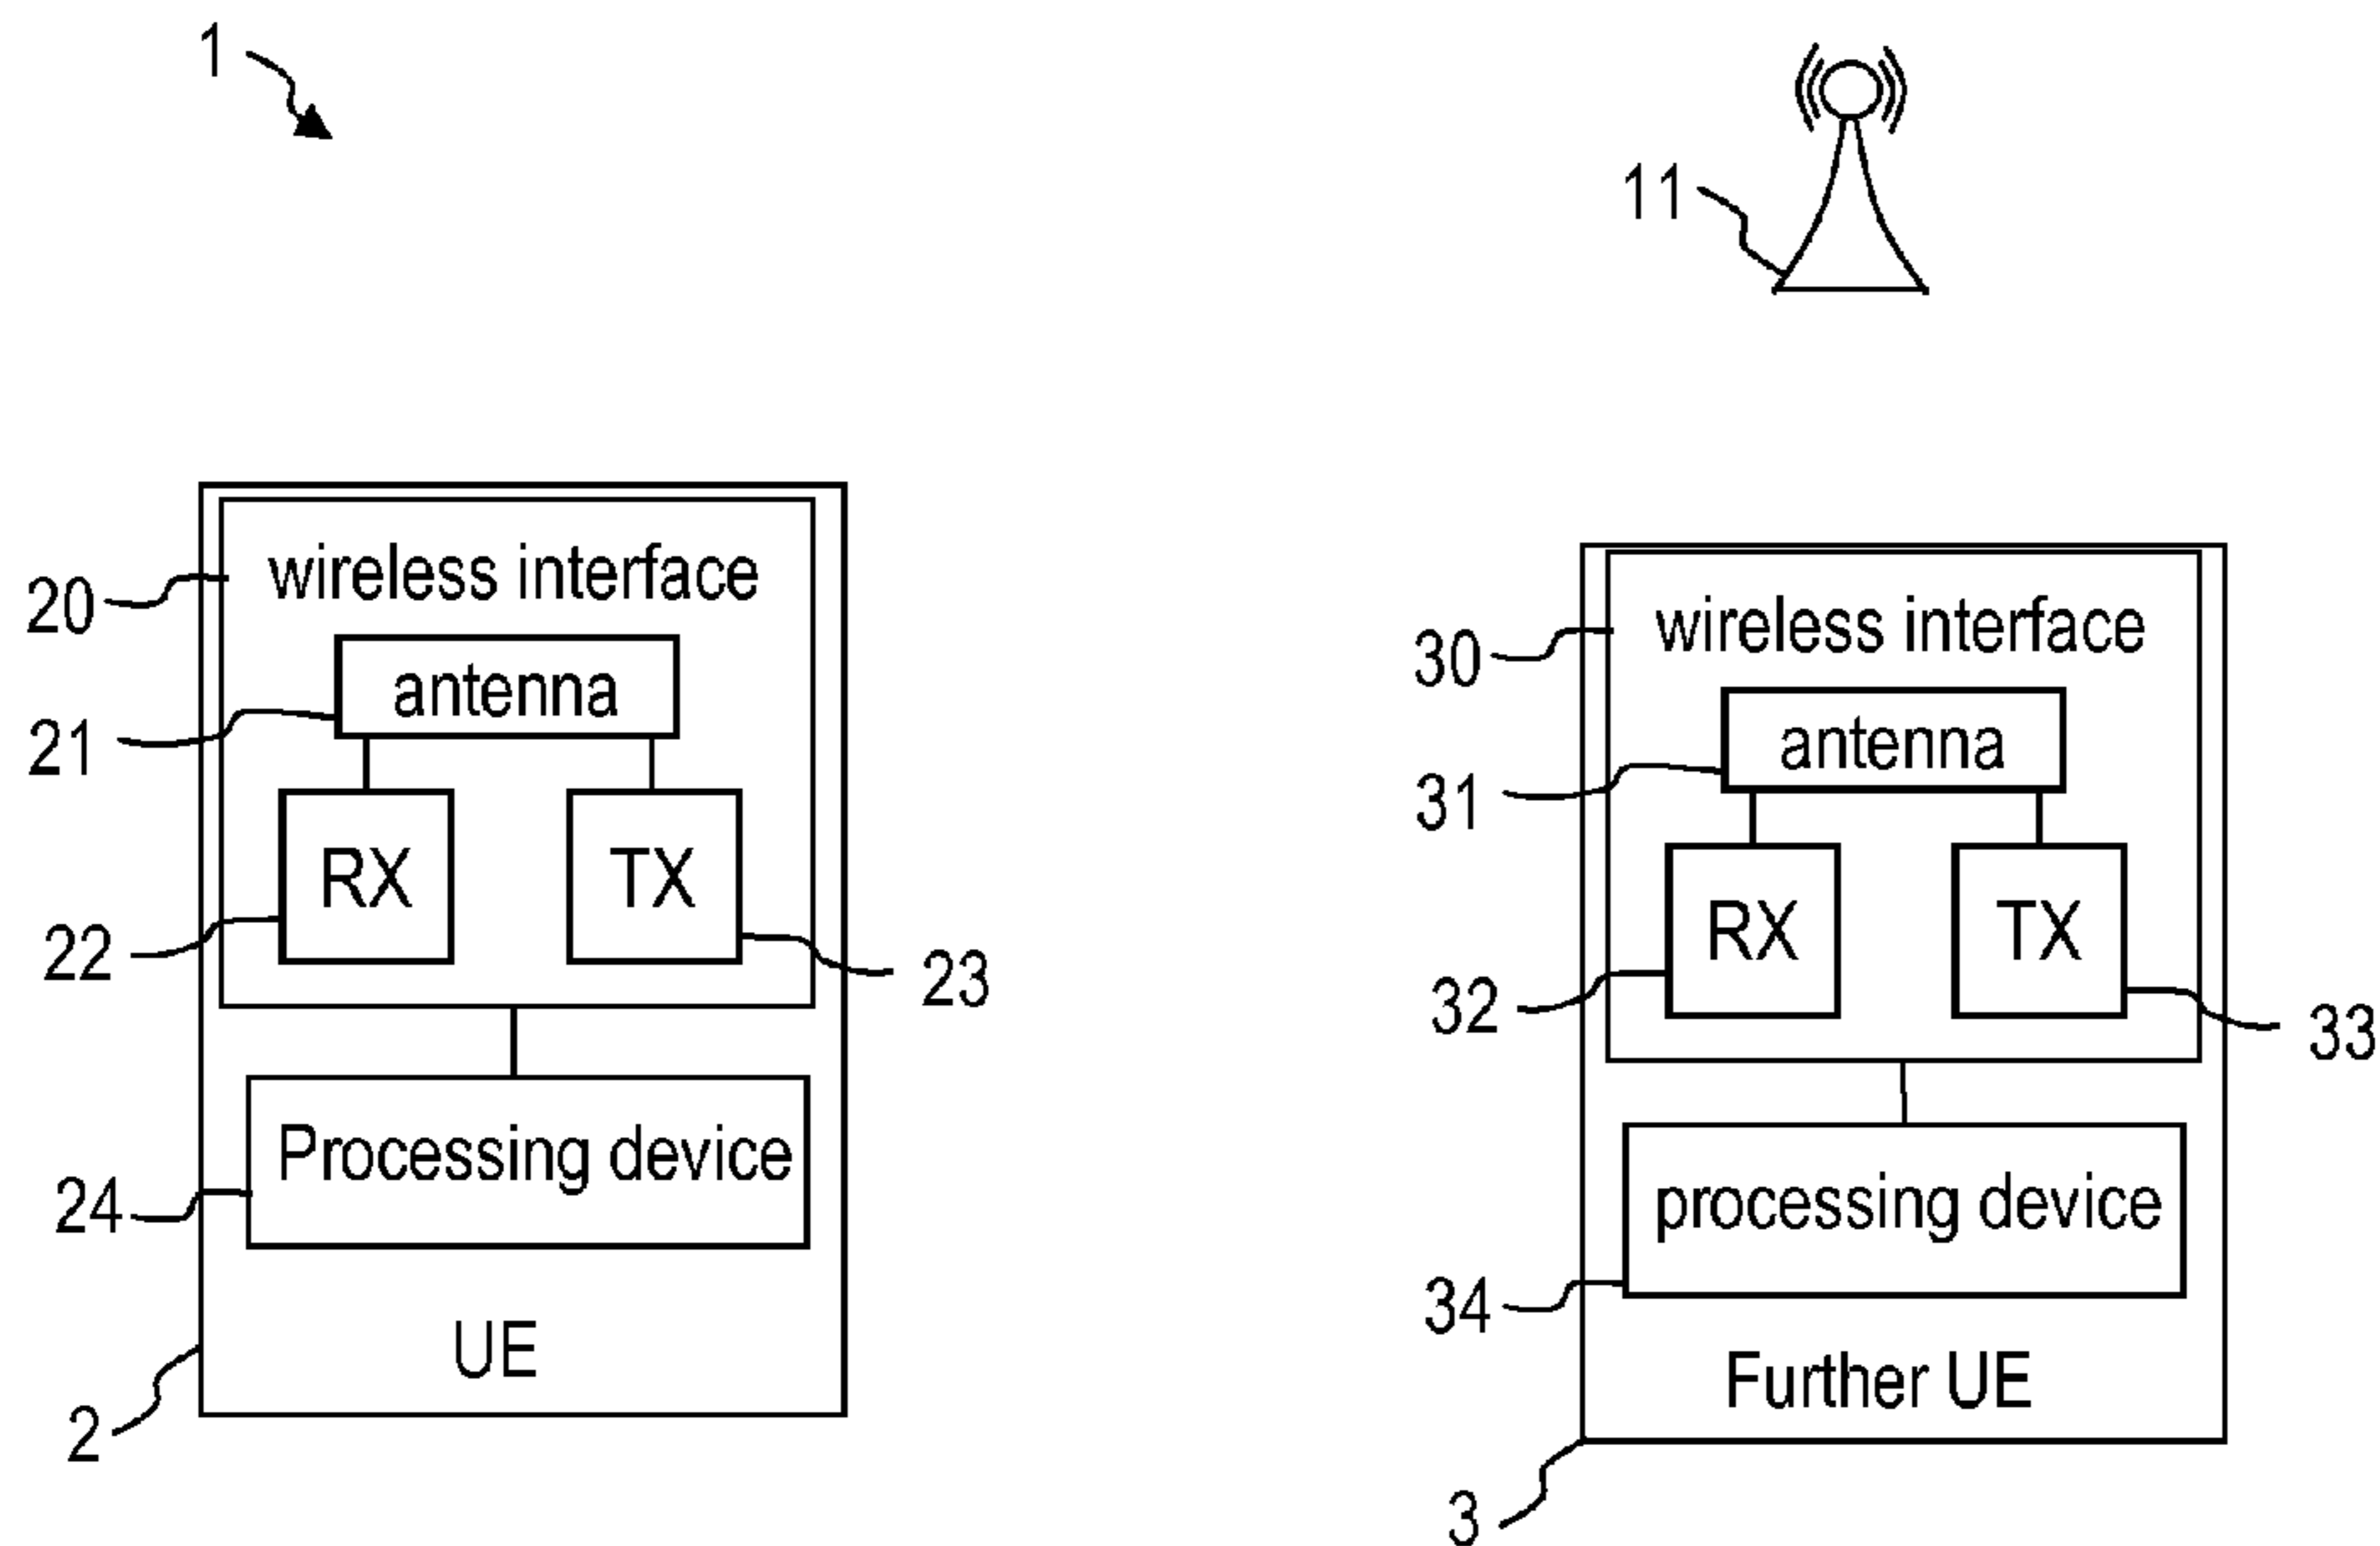 1
11
wireless interface
20
antenna
21
RX
TX
22
23
Processing device
24
UE
2
wireless interface
30
antenna
31
RX
TX
32
33
processing device
34
Further UE
3